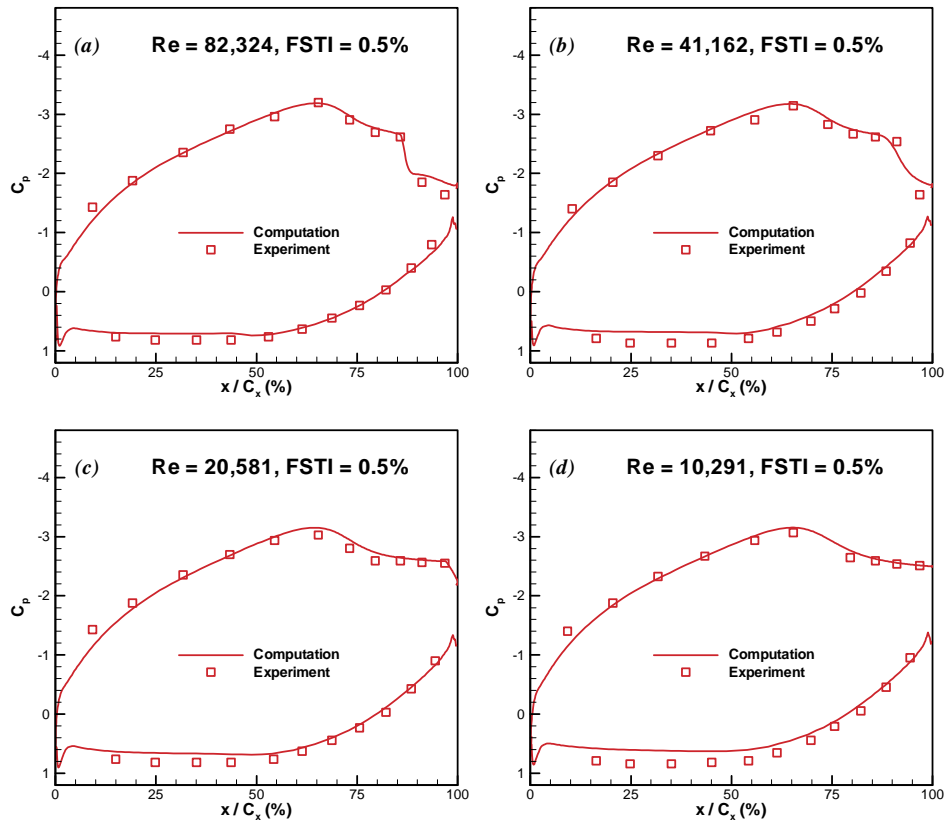 (a) Re = 82,324, FSTI = 0.5%
-4
-3
-2
-1
0
1
Cp
Computation
Experiment
0 25 50 75 100
x / Cx (%)
(b) Re = 41,162, FSTI = 0.5%
-4
-3
-2
-1
0
1
Cp
Computation
Experiment
0 25 50 75 100
x / Cx (%)
(c) Re = 20,581, FSTI = 0.5%
-4
-3
-2
-1
0
1
Cp
Computation
Experiment
0 25 50 75 100
x / Cx (%)
(d) Re = 10,291, FSTI = 0.5%
-4
-3
-2
-1
0
1
Cp
Computation
Experiment
0 25 50 75 100
x / Cx (%)